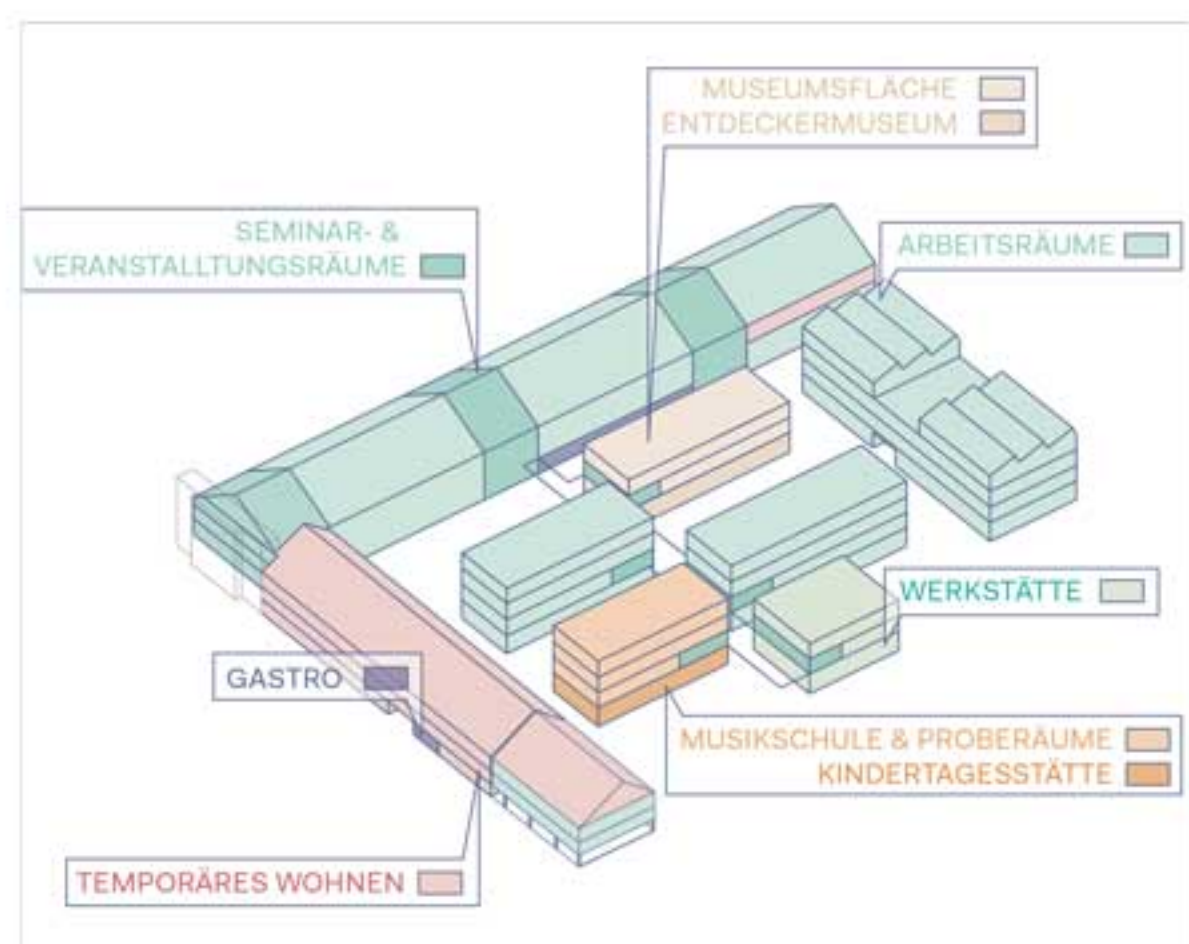 MUSEUMSFLÄCHE
ENTDECKERMUSEUM
SEMINAR- &
VERANSTALLTUNGSRÄUME
ARBEITSRÄUME
WERKSTÄTTE
GASTRO
MUSIKSCHULE & PROBERÄUME
KINDERTAGESSTÄTTE
TEMPORÄRES WOHNEN